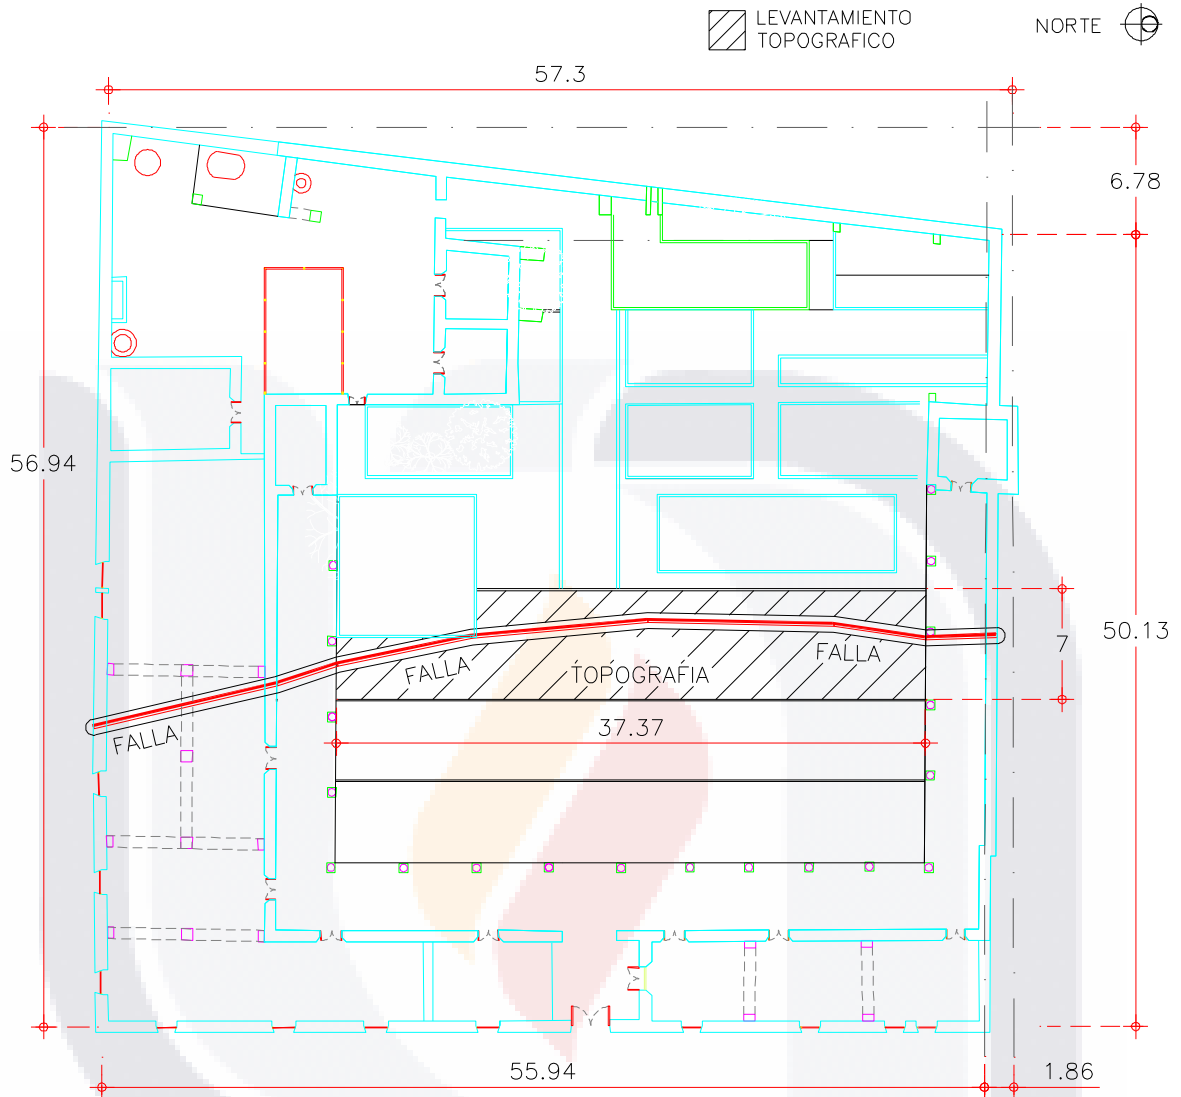 LEVANTAMIENTO
TOPOGRAFICO
NORTE
57.3
6.78
56.94
50.13
7
FALLA
FALLA
TOPOGRAFIA
FALLA
37.37
55.94
1.86